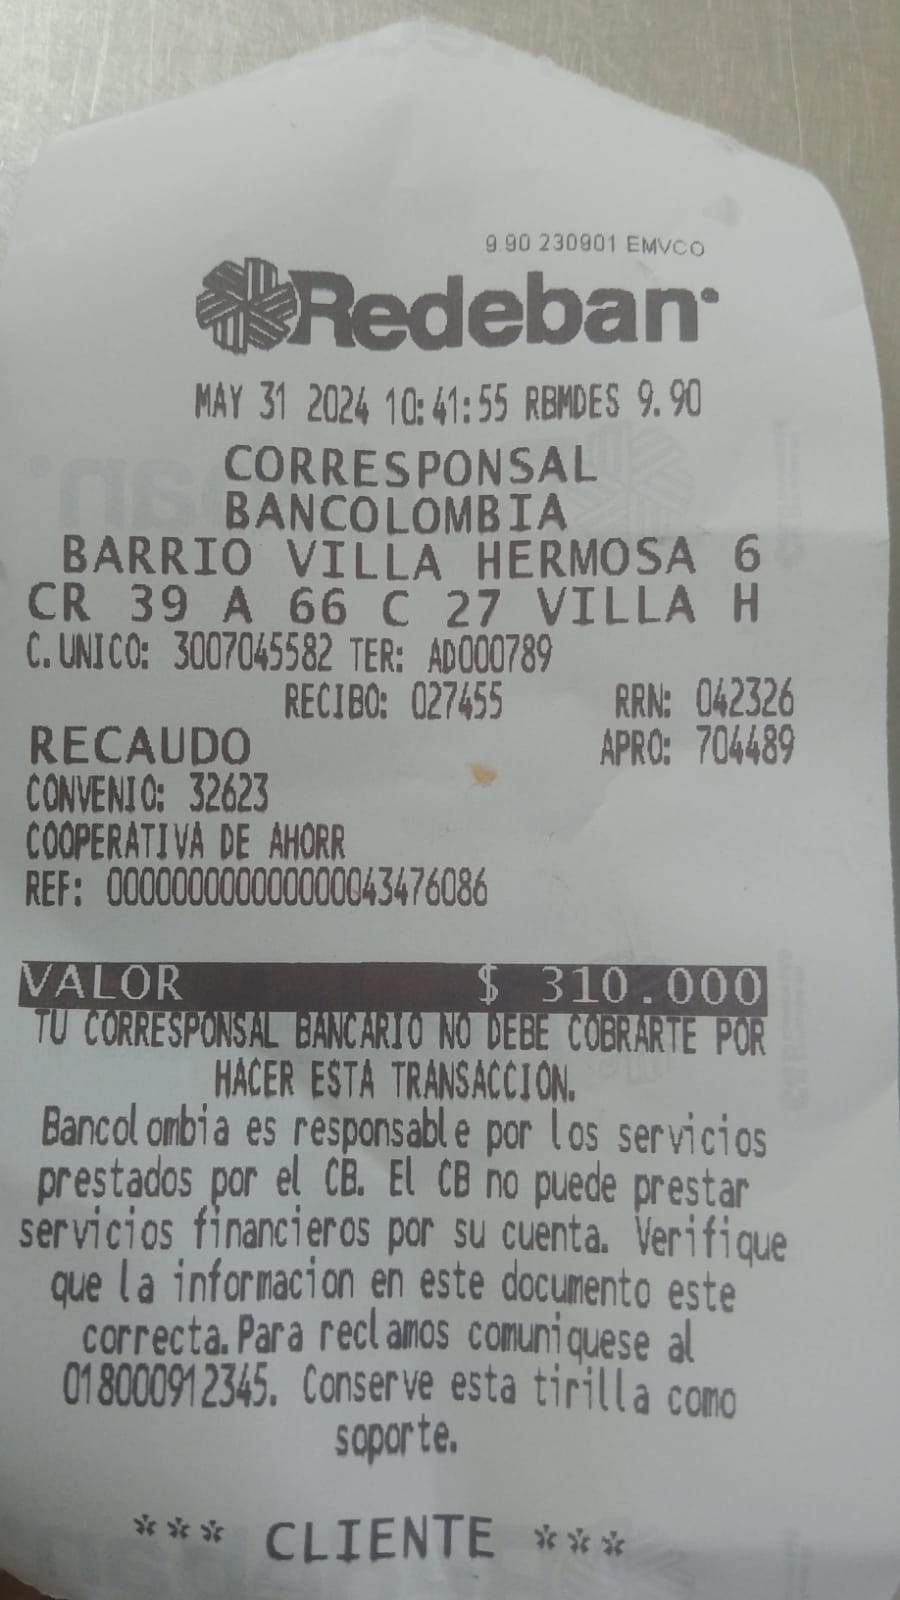 9.90 230901 EMVCO
Redeban
MAY 31 2024 10:41:55 RBMDES 9.90
CORRESPONSAL
BANCOLOMBIA
BARRIO VILLA HERMOSA 6
CR 39 A 66 C 27 VILLA H
C.UNICO: 3007045582 TER: AD000789
RECIBO: 027455 RRN: 042326
RECAUDO APRO: 704489
CONVENIO: 32623
COOPERATIVA DE AHORR
REF: 000000000000000043476086
VALOR $ 310.000
TU CORRESPONSAL BANCARIO NO DEBE COBRARTE POR
HACER ESTA TRANSACCION.
Bancolombia es responsable por los servicios
prestados por el CB. El CB no puede prestar
servicios financieros por su cuenta. Verifique
que la informacion en este documento este
correcta.Para reclamos comuniquese al
018000912345. Conserve esta tirilla como
soporte.
*** CLIENTE ***